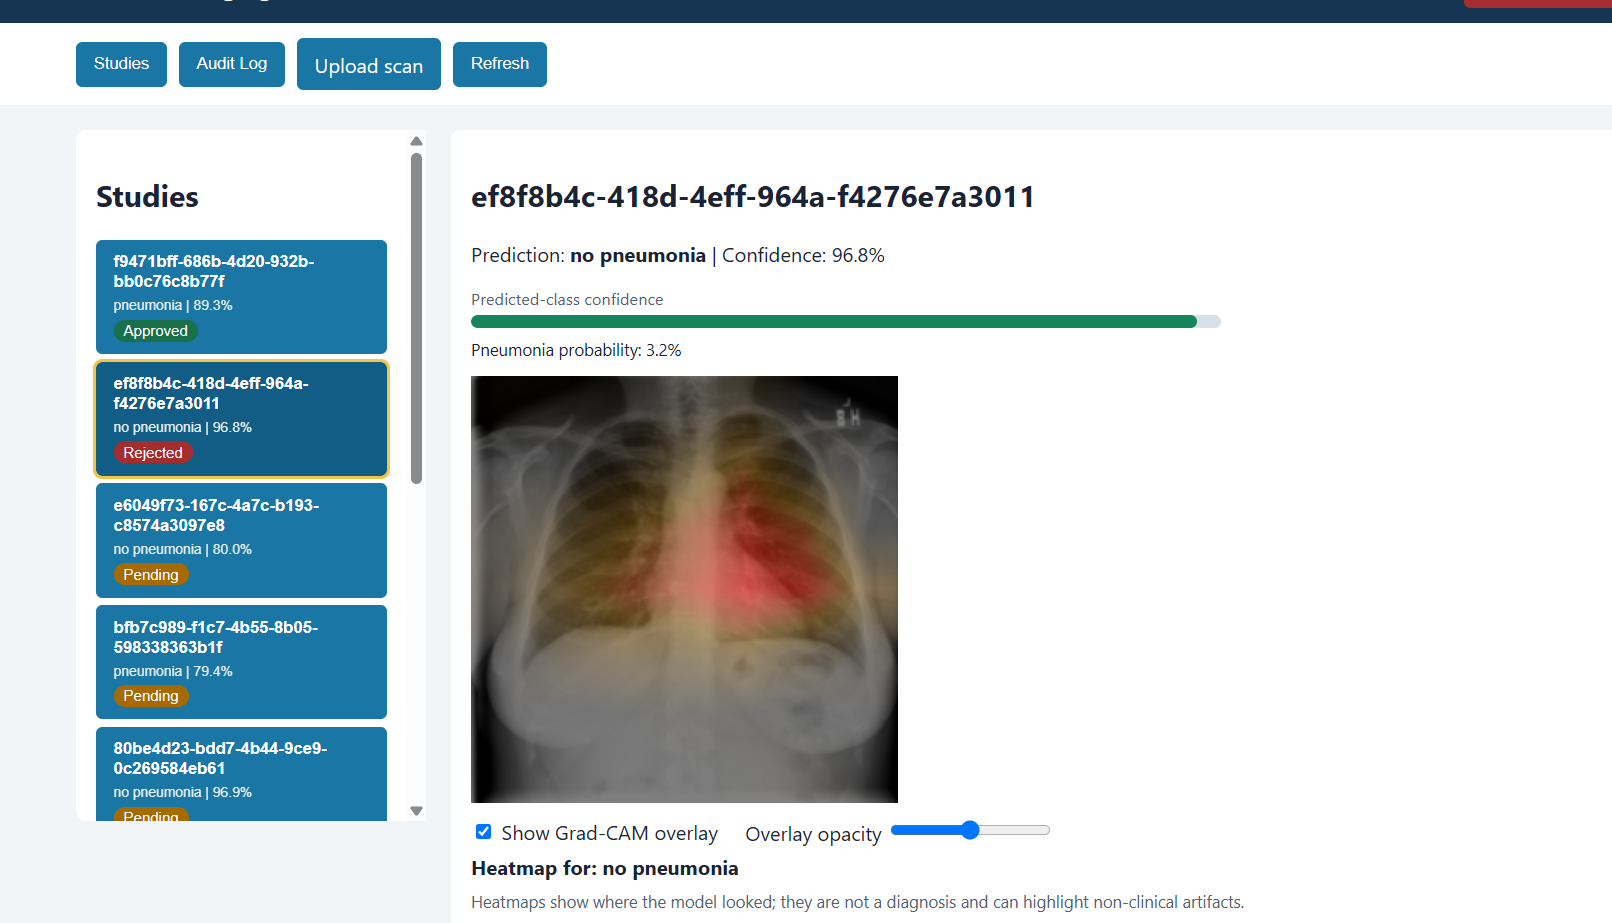 Studies
Audit Log
Upload scan
Refresh
Studies
f9471bff-686b-4d20-932b-
bb0c76c8b77f
pneumonia | 89.3%
Approved
ef8f8b4c-418d-4eff-964a-
f4276e7a3011
no pneumonia | 96.8%
Rejected
e6049f73-167c-4a7c-b193-
c8574a3097e8
no pneumonia | 80.0%
Pending
bfb7c989-f1c7-4b55-8b05-
598338363b1f
pneumonia | 79.4%
Pending
80be4d23-bdd7-4b44-9ce9-
0c269584eb61
no pneumonia | 96.9%
Pending
ef8f8b4c-418d-4eff-964a-f4276e7a3011
Prediction: no pneumonia | Confidence: 96.8%
Predicted-class confidence
Pneumonia probability: 3.2%
L
Show Grad-CAM overlay
Overlay opacity
Heatmap for: no pneumonia
Heatmaps show where the model looked; they are not a diagnosis and can highlight non-clinical artifacts.